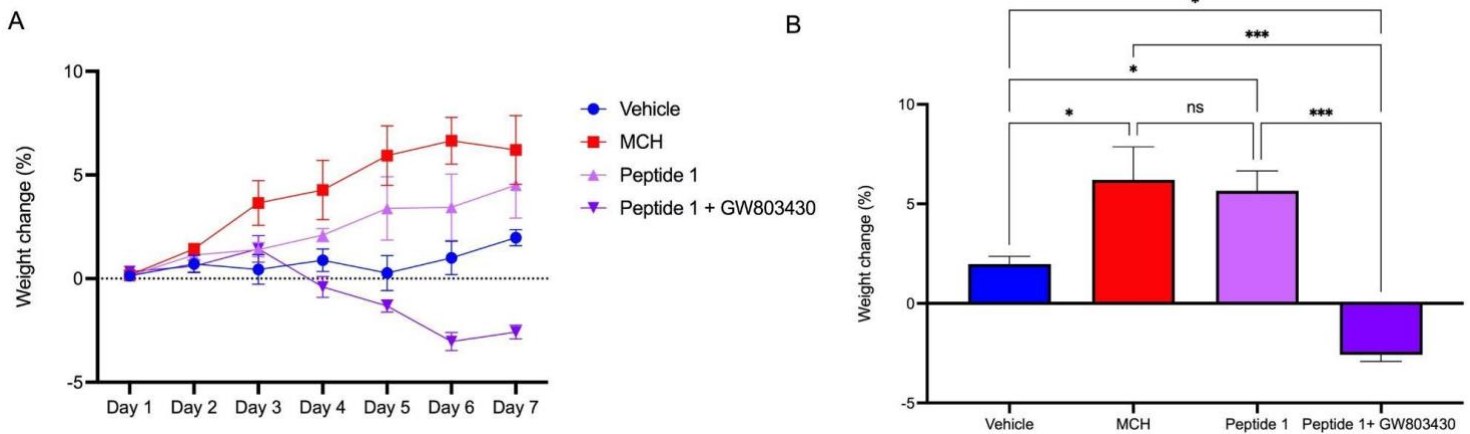 A
Weight change (%)
10
5
0
-5
Day 1 Day 2 Day 3 Day 4 Day 5 Day 6 Day 7
Vehicle
MCH
Peptide 1
Peptide 1 + GW803430
B
Weight change (%)
10
5
0
-5
*
***
*
* ns ***
Vehicle MCH Peptide 1 Peptide 1+ GW803430